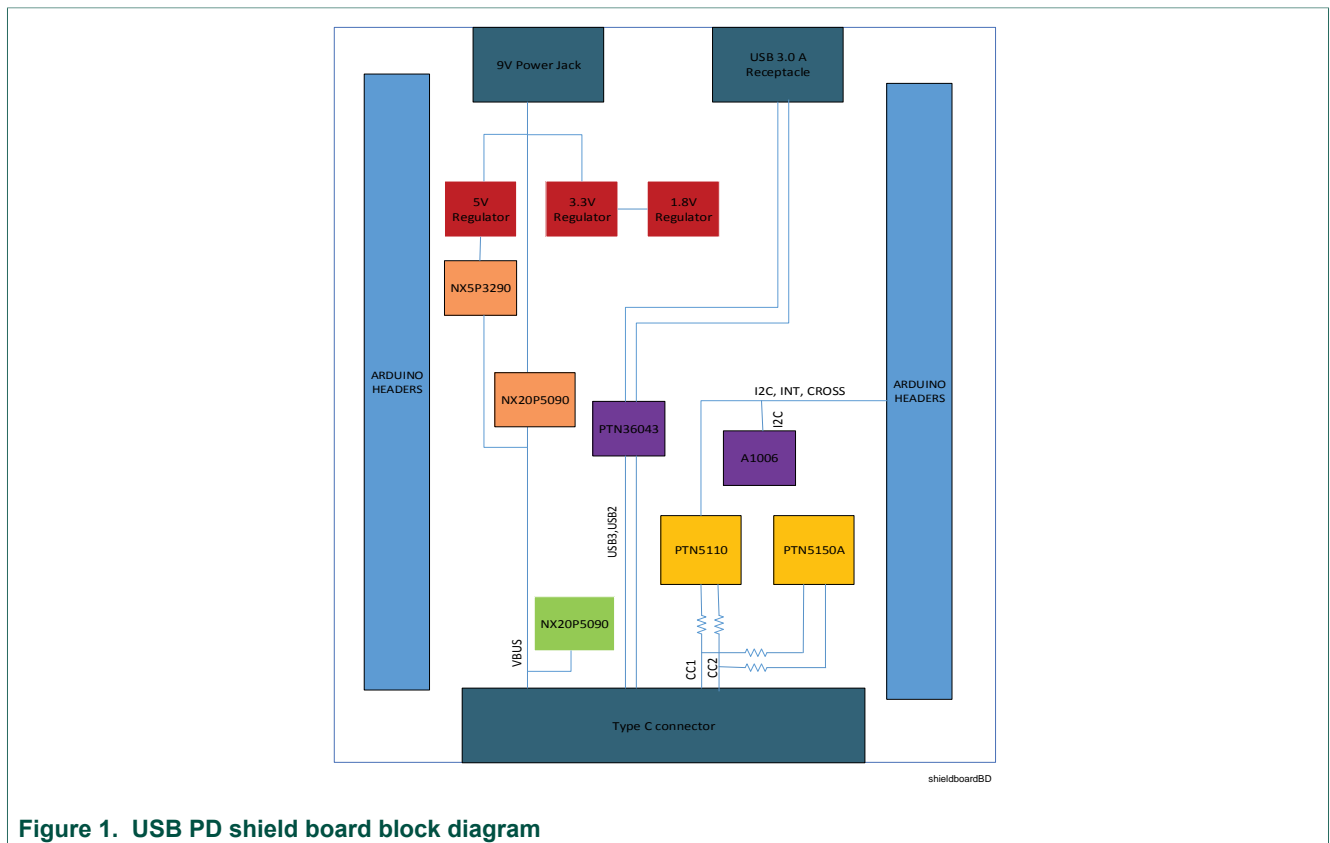 9V Power Jack
USB 3.0 A
Receptacle
5V
Regulator
3.3V
Regulator
1.8V
Regulator
NX5P3290
ARDUINO
HEADERS
NX20P5090
PTN36043
I2C, INT, CROSS
I2C
A1006
ARDUINO
HEADERS
USB3,USB2
PTN5110
PTN5150A
NX20P5090
VBUS
CC1
CC2
Type C connector
shieldboardBD
Figure 1. USB PD shield board block diagram